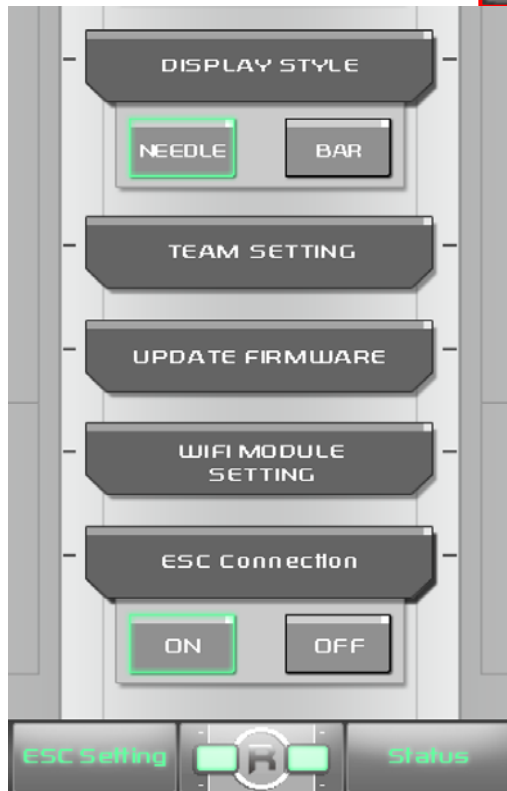 DISPLAY STYLE
NEEDLE BAR
TEAM SETTING
UPDATE FIRMWARE
WIFI MODULE
SETTING
ESC Connection
ON OFF
ESC Setting R Status